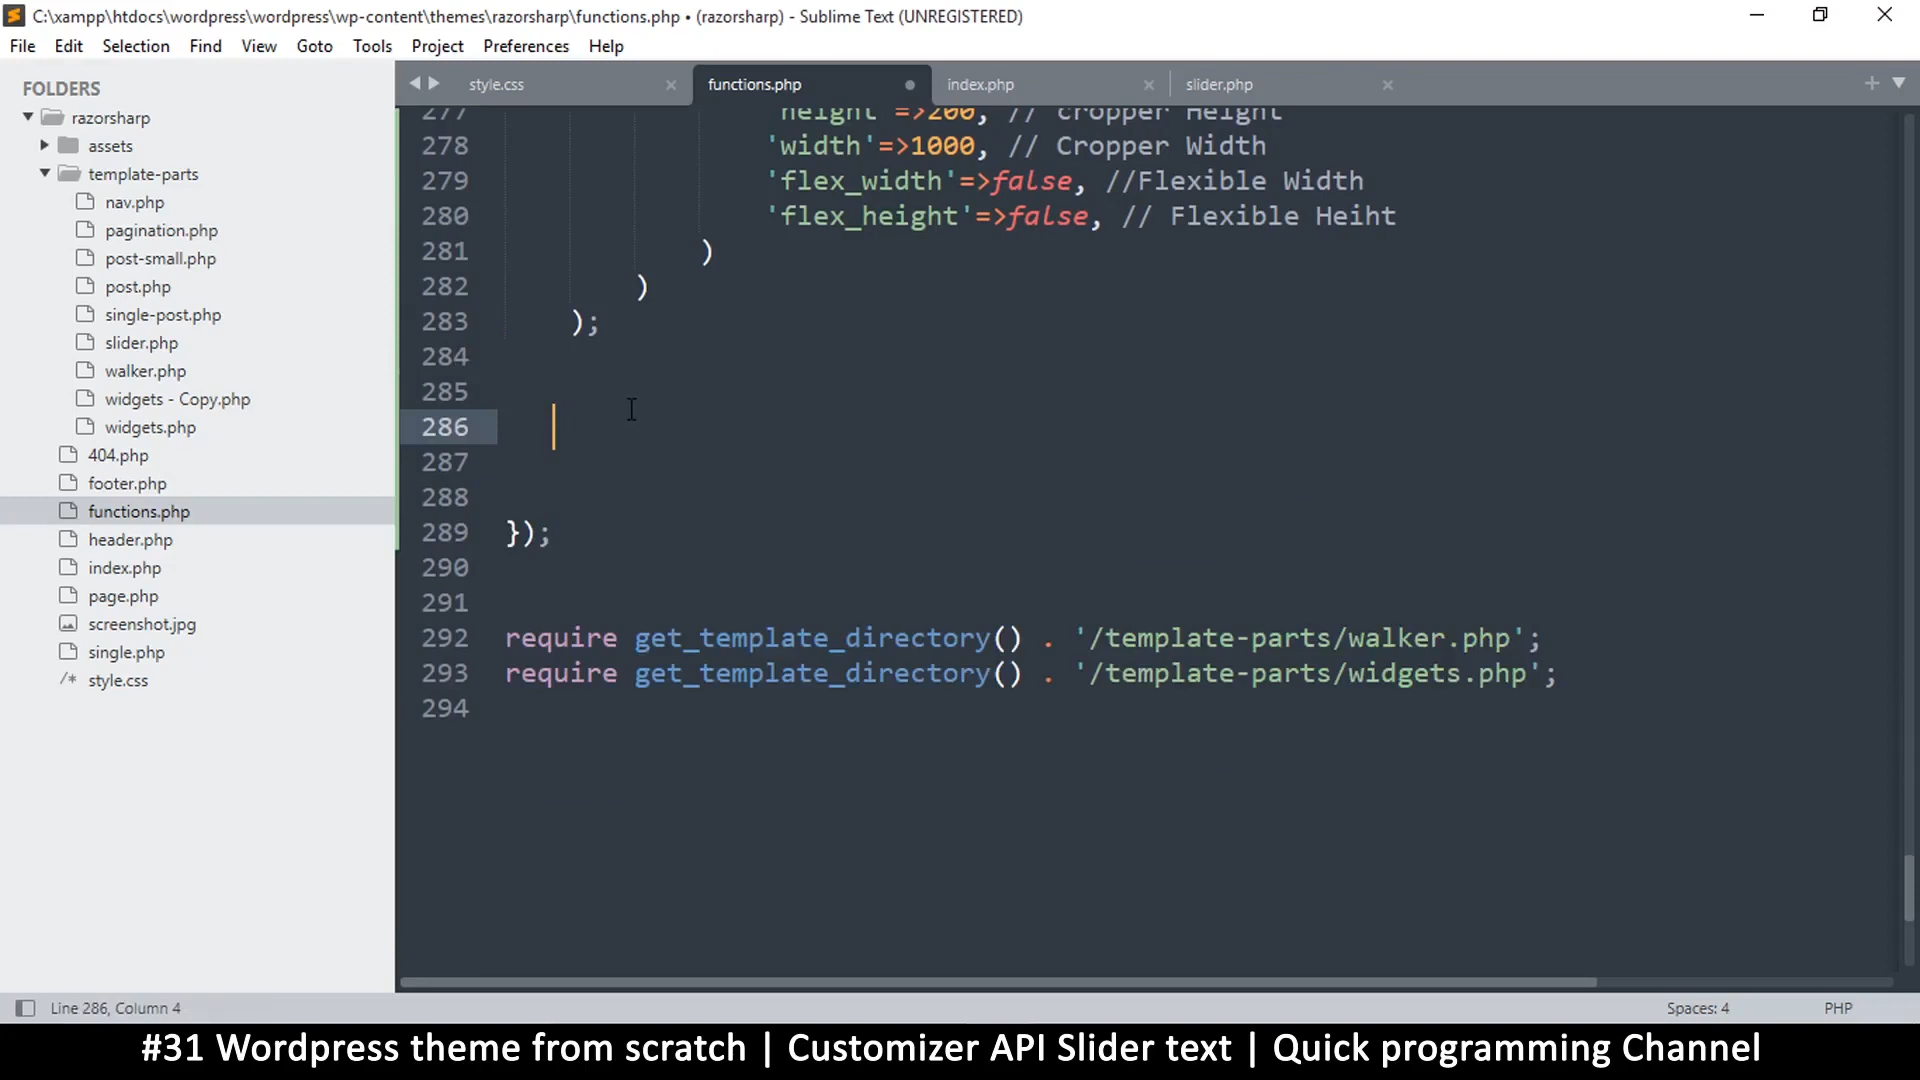 C:\xampp\htdocs\wordpress\wordpress\wp-content\themes\razorsharp\functions.php • (razorsharp) - Sublime Text (UNREGISTERED)
File Edit Selection Find View Goto Tools Project Preferences Help
FOLDERS
razorsharp
assets
template-parts
nav.php
pagination.php
post-small.php
post.php
single-post.php
slider.php
walker.php
widgets - Copy.php
widgets.php
404.php
footer.php
functions.php
header.php
index.php
page.php
screenshot.jpg
single.php
/* style.css
style.css functions.php index.php slider.php
277 'height'=>200, // cropper Height
278 'width'=>1000, // Cropper Width
279 'flex_width'=>false, //Flexible Width
280 'flex_height'=>false, // Flexible Heiht
281 )
282 )
283 );
284
285
286
287
288
289 });
290
291
292 require get_template_directory() . '/template-parts/walker.php';
293 require get_template_directory() . '/template-parts/widgets.php';
294
Line 286, Column 4 Spaces: 4 PHP
#31 Wordpress theme from scratch | Customizer API Slider text | Quick programming Channel